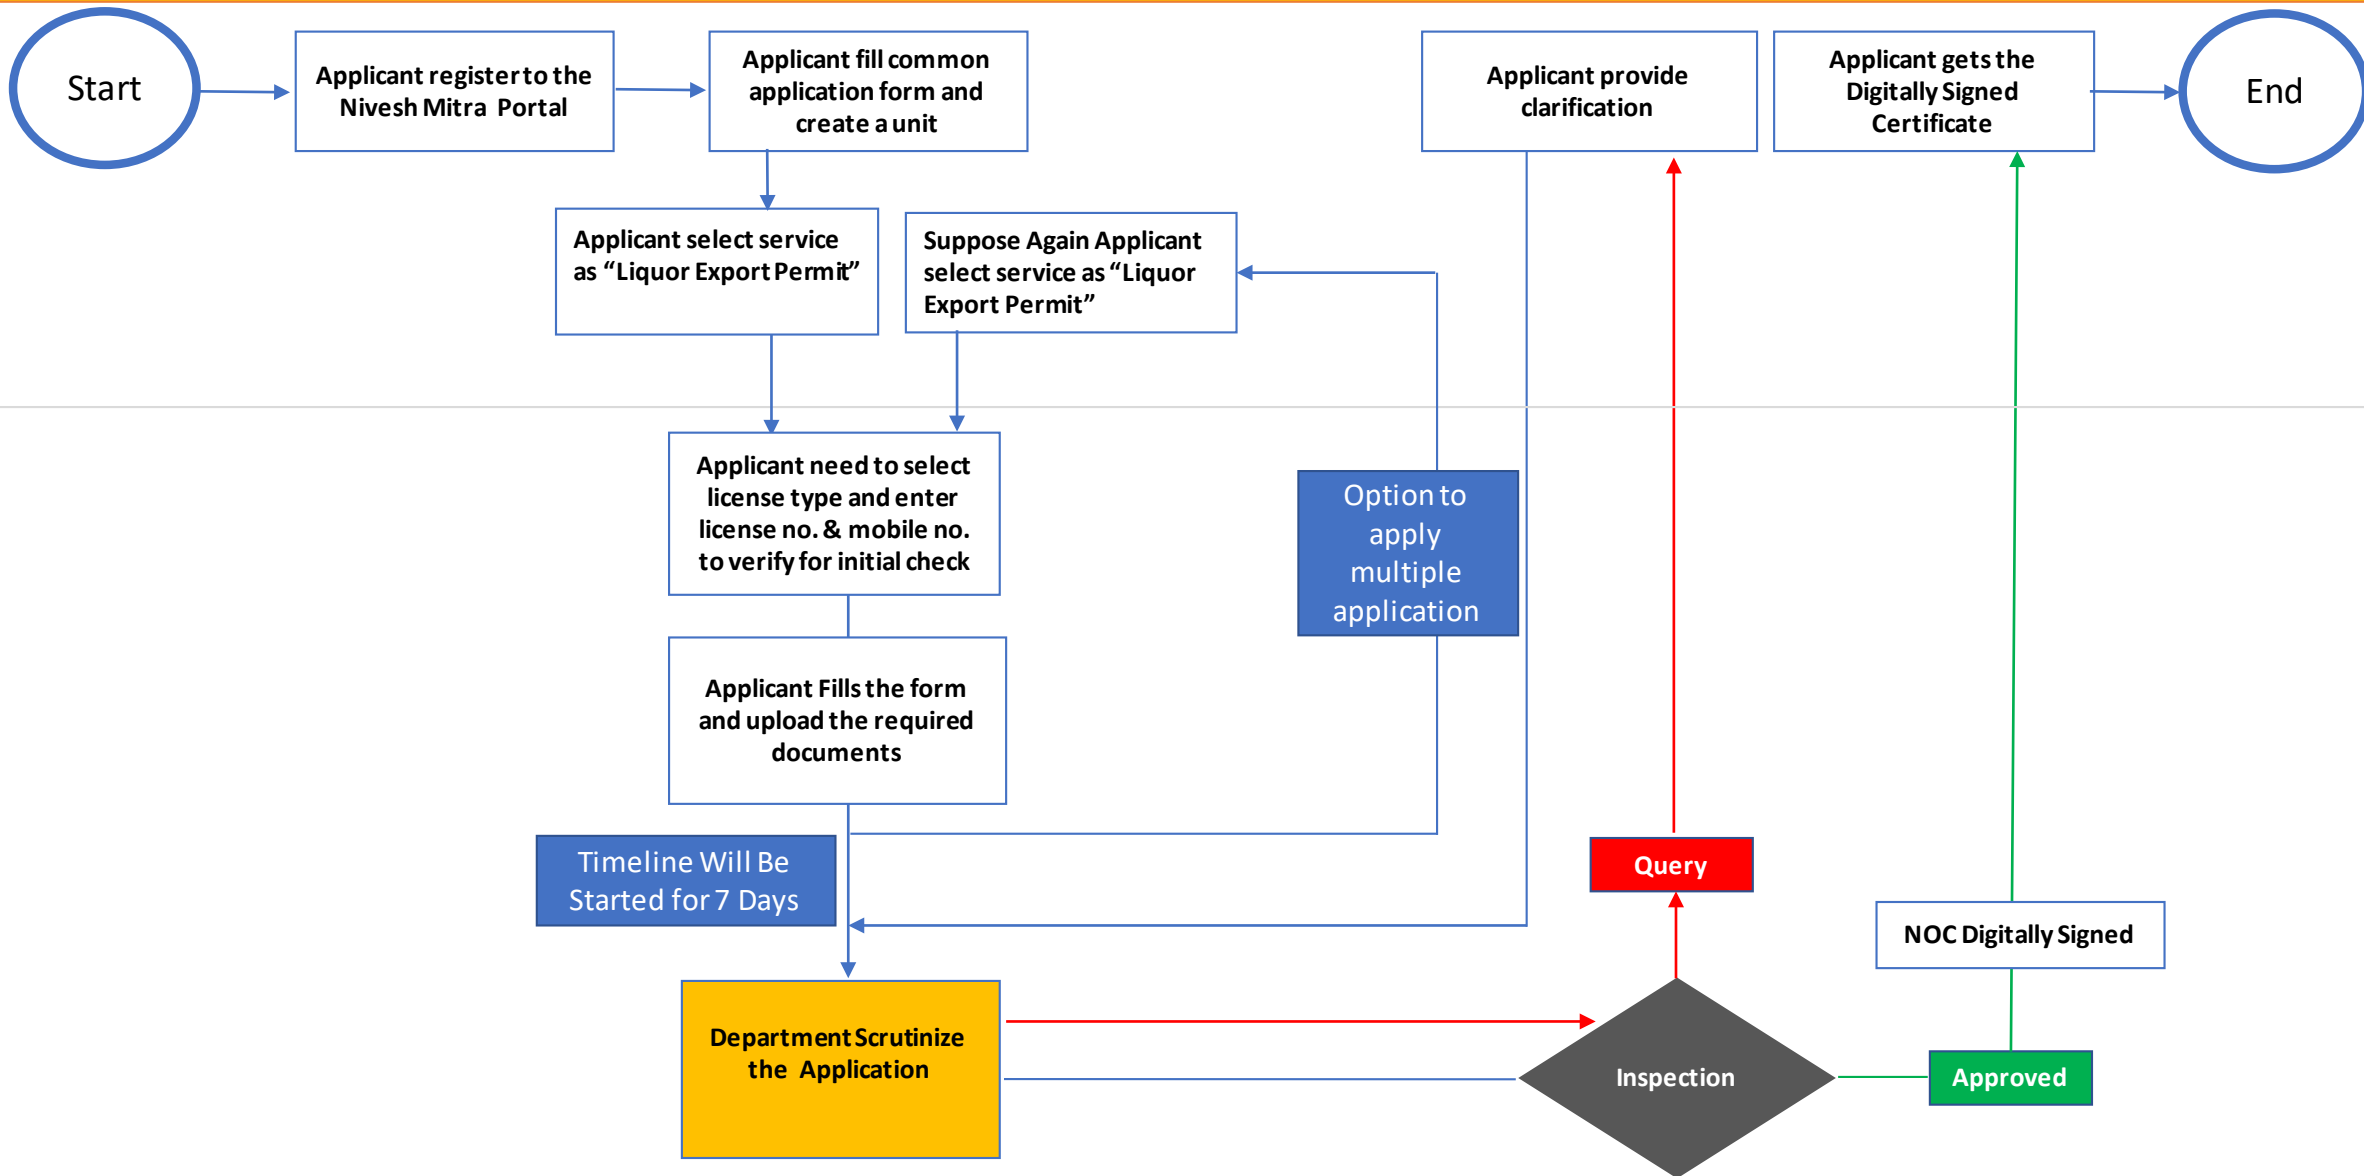 Start
Applicant register to the
Nivesh Mitra Portal
Applicant fill common
application form and
create a unit
Applicant provide
clarification
Applicant gets the
Digitally Signed
Certificate
End
Applicant select service
as “Liquor Export Permit”
Suppose Again Applicant
select service as “Liquor
Export Permit”
Applicant need to select
license type and enter
license no. & mobile no.
to verify for initial check
Option to
apply
multiple
application
Applicant Fills the form
and upload the required
documents
Timeline Will Be
Started for 7 Days
Query
NOC Digitally Signed
Department Scrutinize
the Application
Inspection
Approved